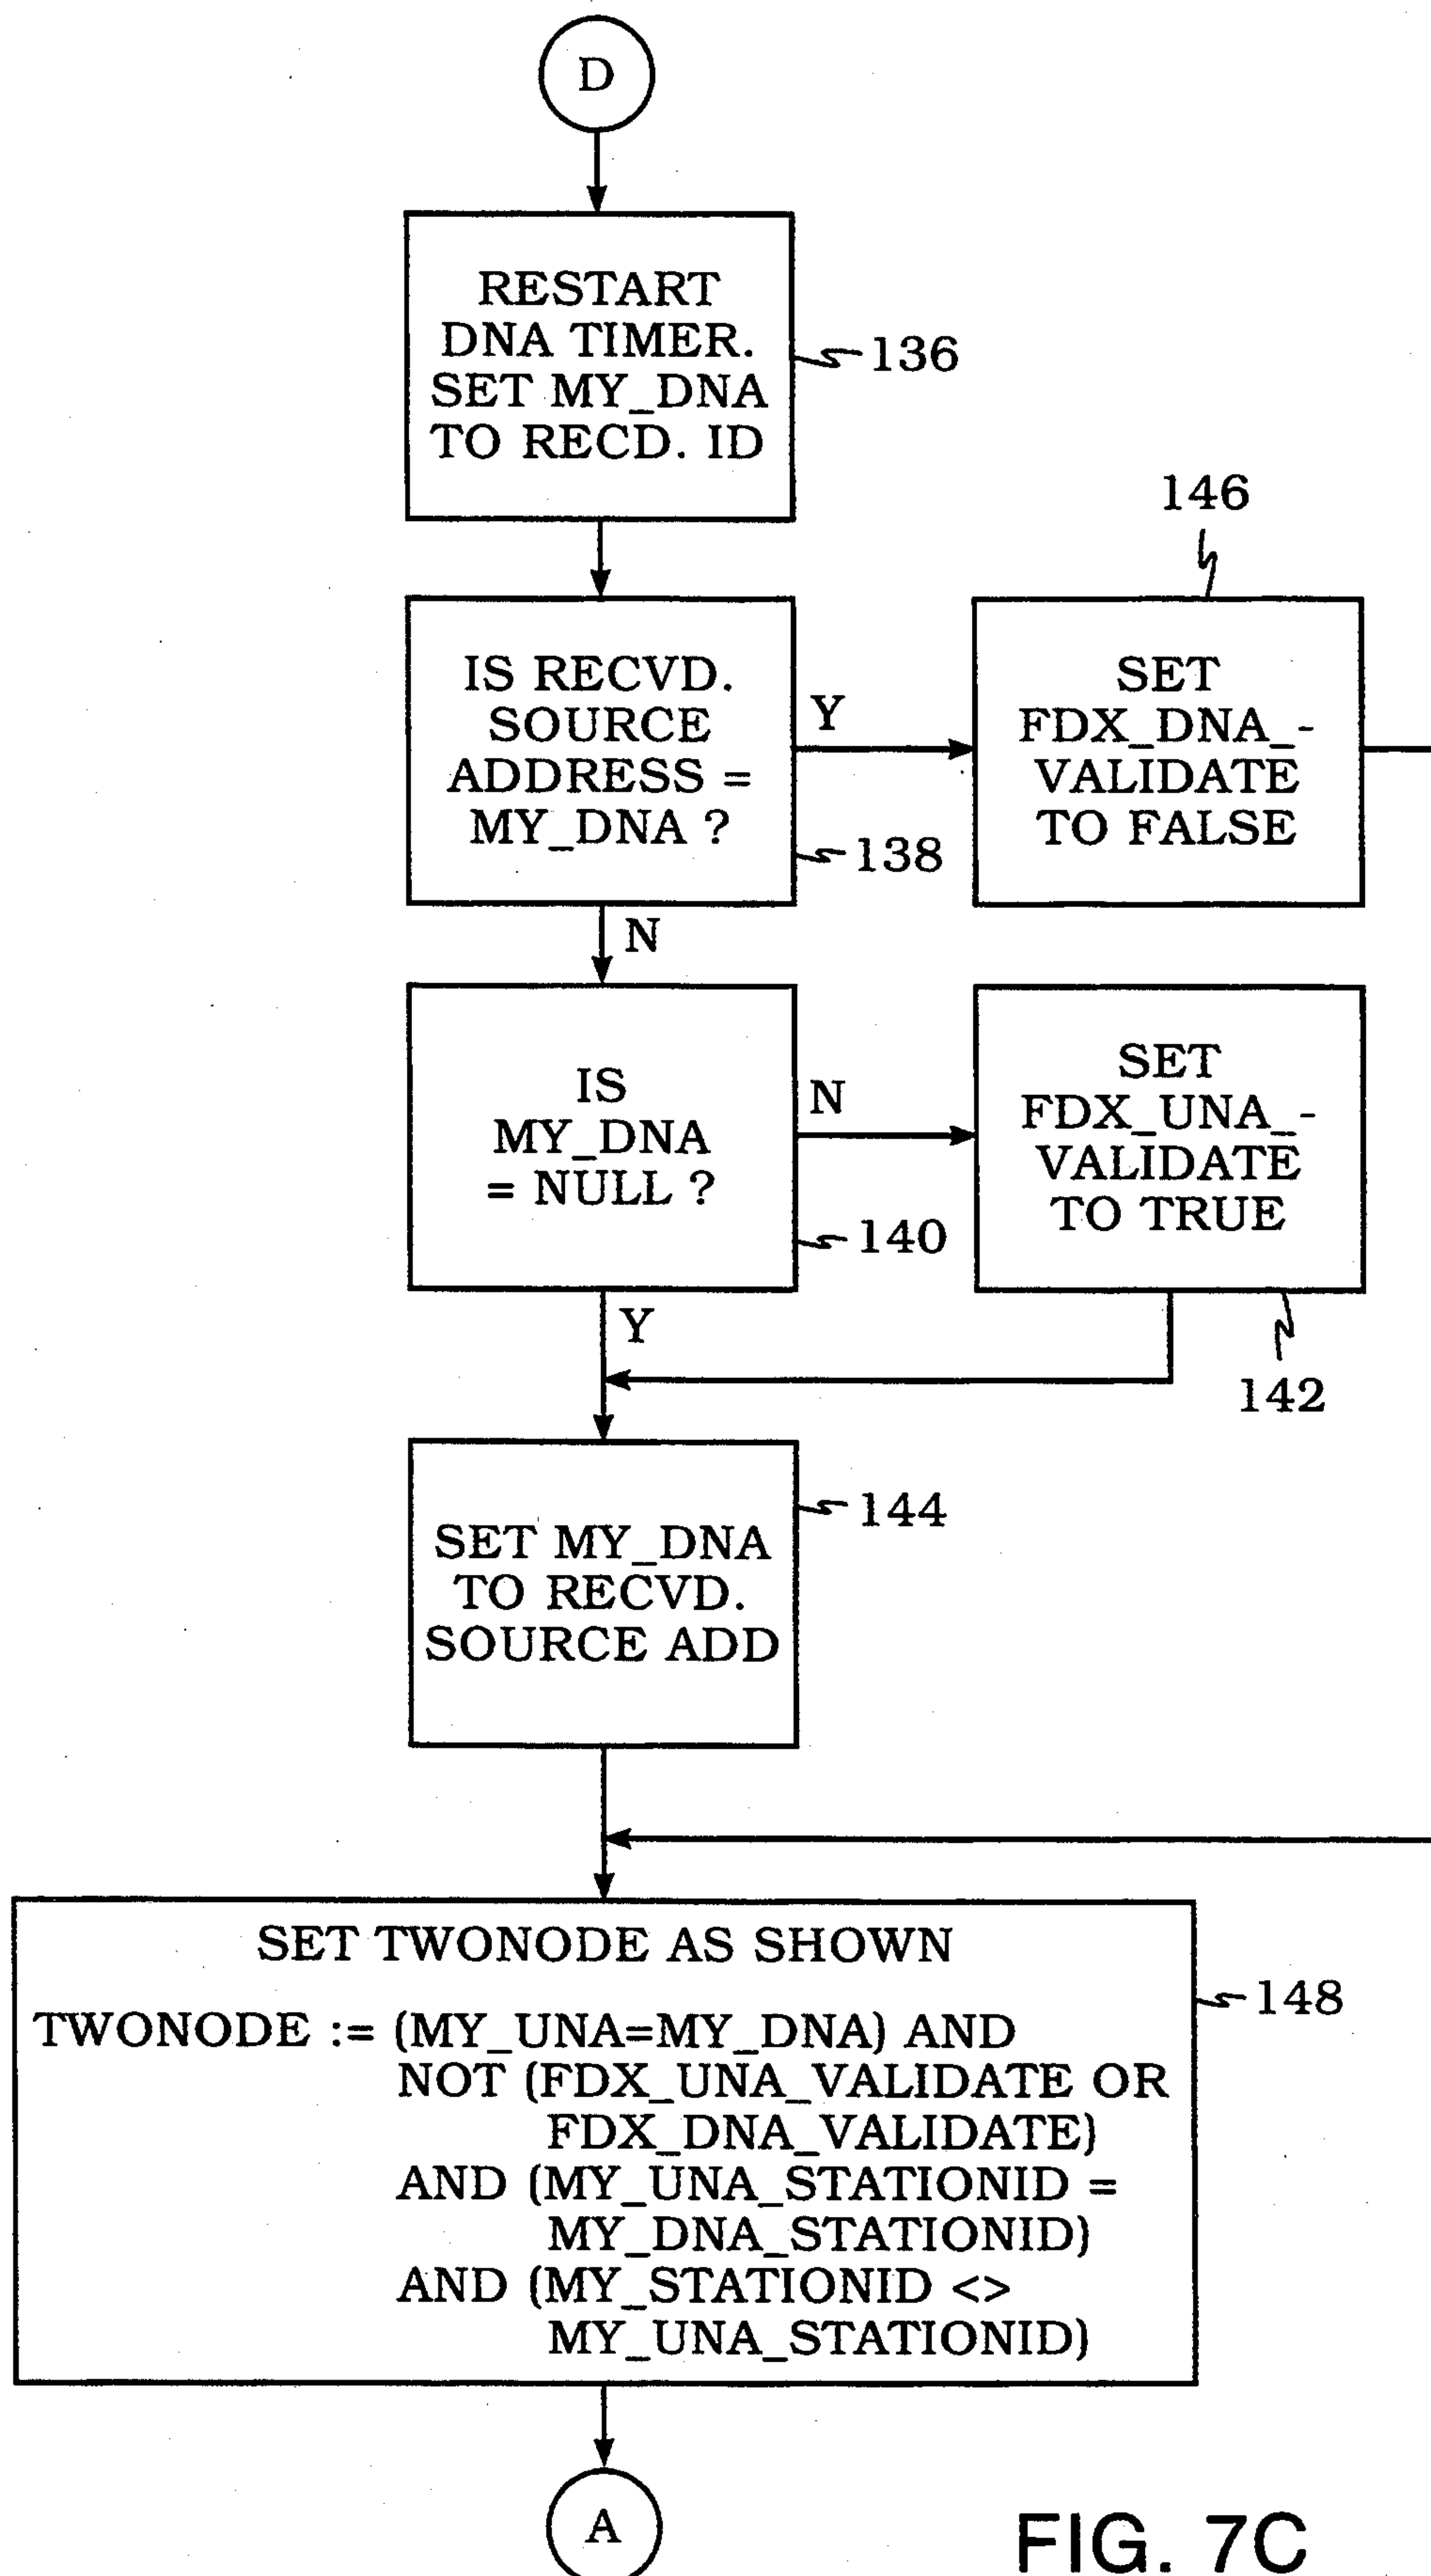 D
RESTART
DNA TIMER.
SET MY_DNA
TO RECD. ID
136
146
IS RECVD.
SOURCE
ADDRESS =
MY_DNA ?
138
Y
SET
FDX_DNA_-
VALIDATE
TO FALSE
N
IS
MY_DNA
= NULL ?
140
N
SET
FDX_UNA_-
VALIDATE
TO TRUE
Y
142
SET MY_DNA
TO RECVD.
SOURCE ADD
144
SET TWONODE AS SHOWN
TWONODE := (MY_UNA=MY_DNA) AND
NOT (FDX_UNA_VALIDATE OR
FDX_DNA_VALIDATE)
AND (MY_UNA_STATIONID =
MY_DNA_STATIONID)
AND (MY_STATIONID <>
MY_UNA_STATIONID)
148
A
FIG. 7C